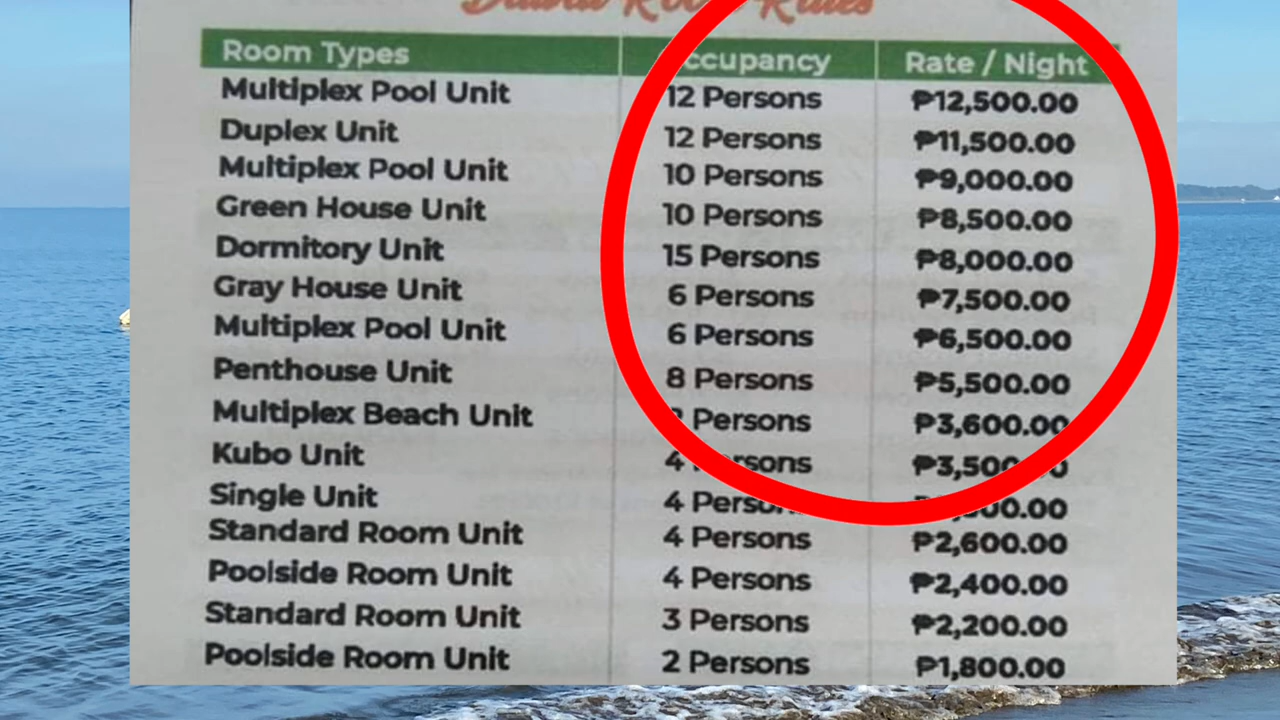 Room Types ccupancy Rate / Night
Multiplex Pool Unit 12 Persons ₱12,500.00
Duplex Unit 12 Persons ₱11,500.00
Multiplex Pool Unit 10 Persons ₱9,000.00
Green House Unit 10 Persons ₱8,500.00
Dormitory Unit 15 Persons ₱8,000.00
Gray House Unit 6 Persons ₱7,500.00
Multiplex Pool Unit 6 Persons ₱6,500.00
Penthouse Unit 8 Persons ₱5,500.00
Multiplex Beach Unit Persons ₱3,600.00
Kubo Unit 4 ₱3,500
Single Unit 4
Standard Room Unit 4 Persons ₱2,600.00
Poolside Room Unit 4 Persons ₱2,400.00
Standard Room Unit 3 Persons ₱2,200.00
Poolside Room Unit 2 Persons ₱1,800.00